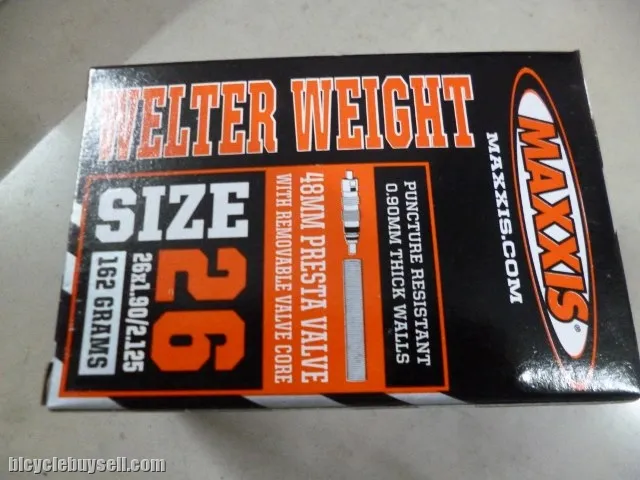 MAXXIS®
MAXXIS.COM
WELTER WEIGHT
PUNCTURE RESISTANT
0.90MM THICK WALLS
48MM PRESTA VALVE
WITH REMOVABLE VALVE CORE
SIZE
26
26x1.90/2.125
162 GRAMS
bicyclebuysell.com